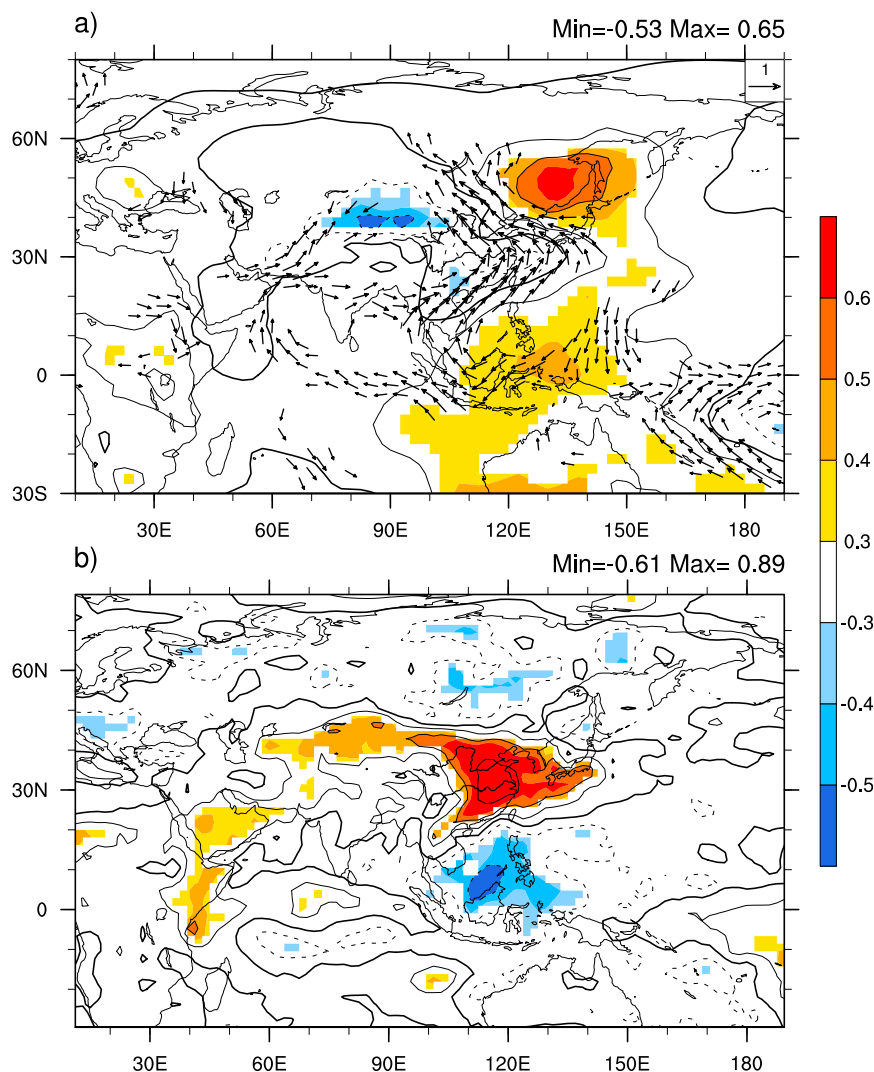 a)
Min=-0.53 Max= 0.65
1
60N
30N
0
30S
30E
60E
90E
120E
150E
180
b)
Min=-0.61 Max= 0.89
60N
30N
0
30E
60E
90E
120E
150E
180
0.6
0.5
0.4
0.3
-0.3
-0.4
-0.5